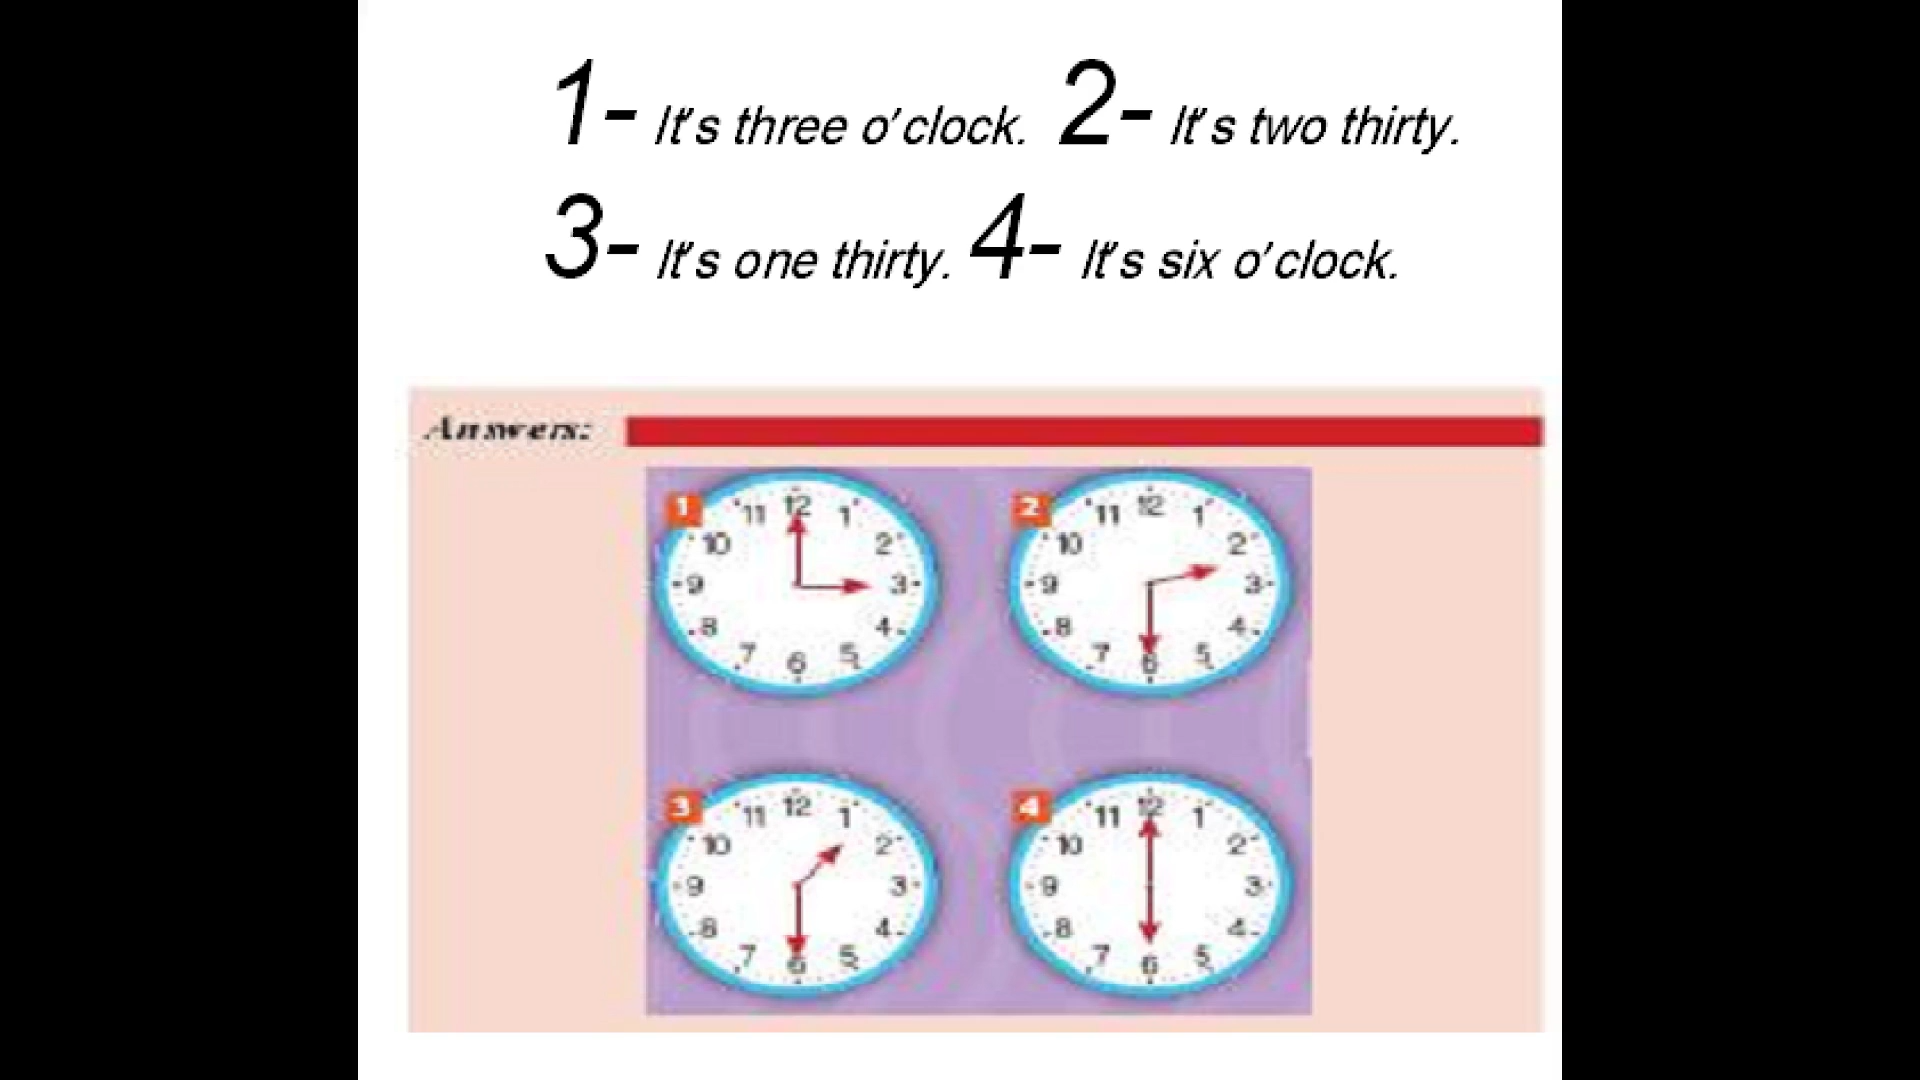 1- It's three o'clock. 2- It's two thirty.
3- It's one thirty. 4- It's six o'clock.
Answers:
1 2
12 1 2 3 4 5 6 7 8 9 10 11
12 1 2 3 4 5 6 7 8 9 10 11
3 4
12 1 2 3 4 5 6 7 8 9 10 11
12 1 2 3 4 5 6 7 8 9 10 11